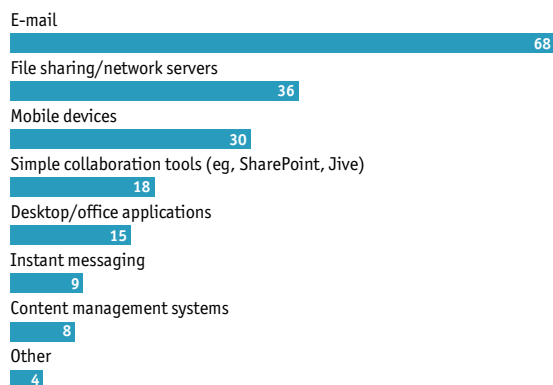 E-mail
68
File sharing/network servers
36
Mobile devices
30
Simple collaboration tools (eg, SharePoint, Jive)
18
Desktop/office applications
15
Instant messaging
9
Content management systems
8
Other
4